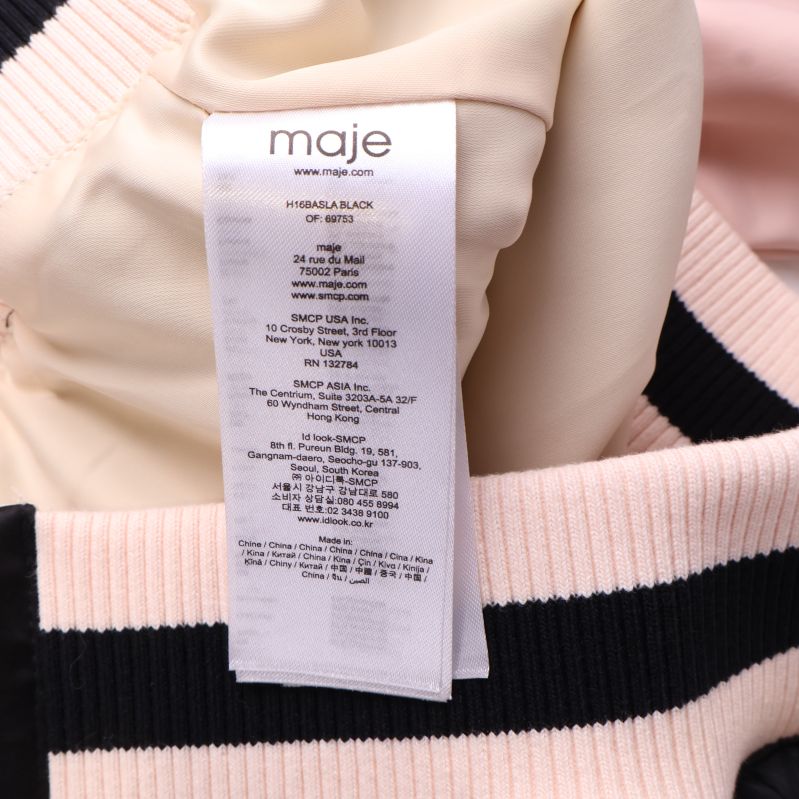 maje
www.maje.com
H16BASLA BLACK
OF: 69753
maje
24 rue du Mail
75002 Paris
www.maje.com
www.smcp.com
SMCP USA Inc.
10 Crosby Street, 3rd Floor
New York, New york 10013
USA
RN 132784
SMCP ASIA Inc.
The Centrium, Suite 3203A-5A 32/F
60 Wyndham Street, Central
Hong Kong
Id look-SMCP
8th fl. Pureun Bldg. 19, 581,
Gangnam-daero, Seocho-gu 137-903,
Seoul, South Korea
㈜ 아이디룩-SMCP
서울시 강남구 강남대로 580
소비자 상담실: 080 455 8994
대표 번호:02 3438 9100
www.idlook.co.kr
Made in:
Chine / China / China / China / China / Cina / Kina
/ Kina / Китай / China / Kina / Çin / Kiva / Kinija /
Ķīnā / Chiny / Китай / 中国 / 中國 / 중국 / 中国 /
China / จีน / الصين